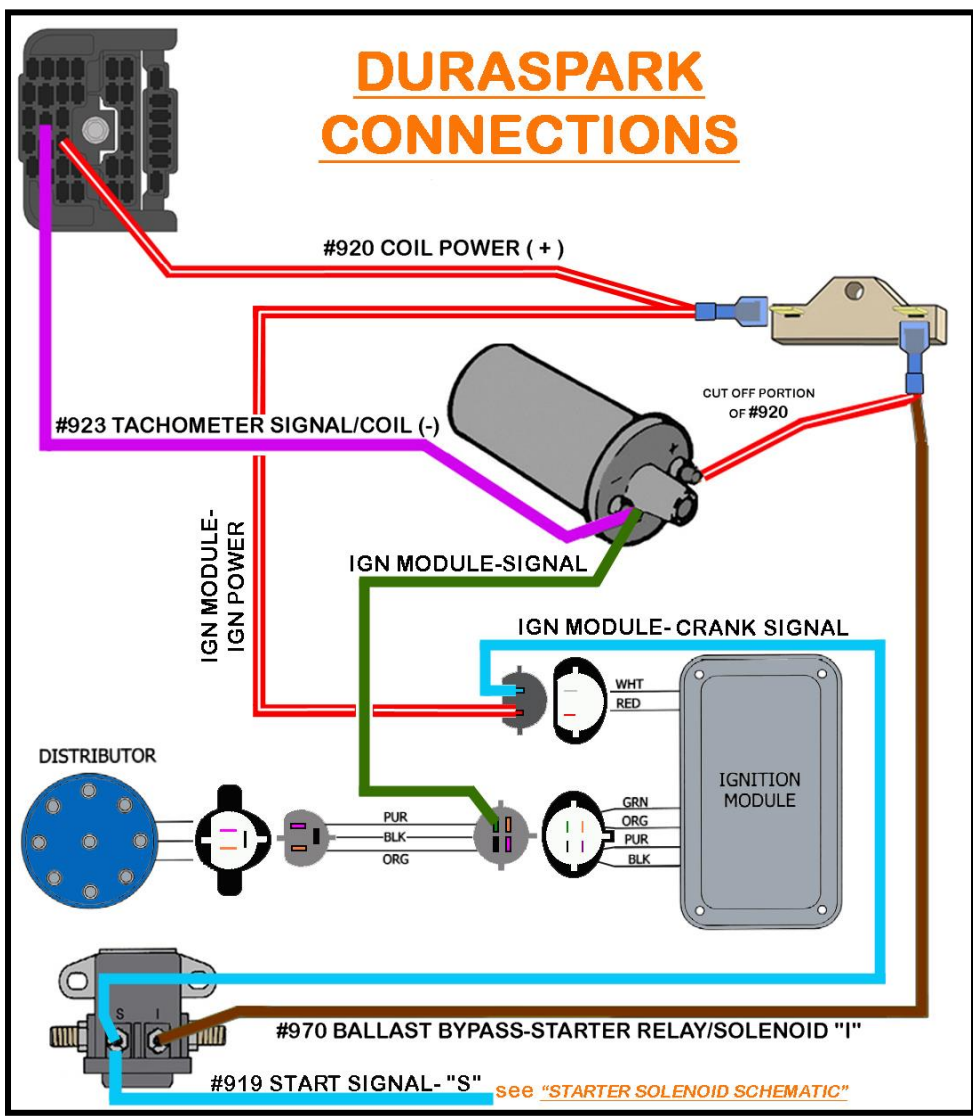 DURASPARK
CONNECTIONS
#920 COIL POWER ( + )
CUT OFF PORTION
OF #920
#923 TACHOMETER SIGNAL/COIL (-)
+
-
IGN MODULE-
IGN POWER
IGN MODULE-SIGNAL
IGN MODULE- CRANK SIGNAL
WHT
RED
DISTRIBUTOR
IGNITION
MODULE
PUR
BLK
ORG
GRN
ORG
PUR
BLK
S I
#970 BALLAST BYPASS-STARTER RELAY/SOLENOID "I"
#919 START SIGNAL- "S"
see "STARTER SOLENOID SCHEMATIC"